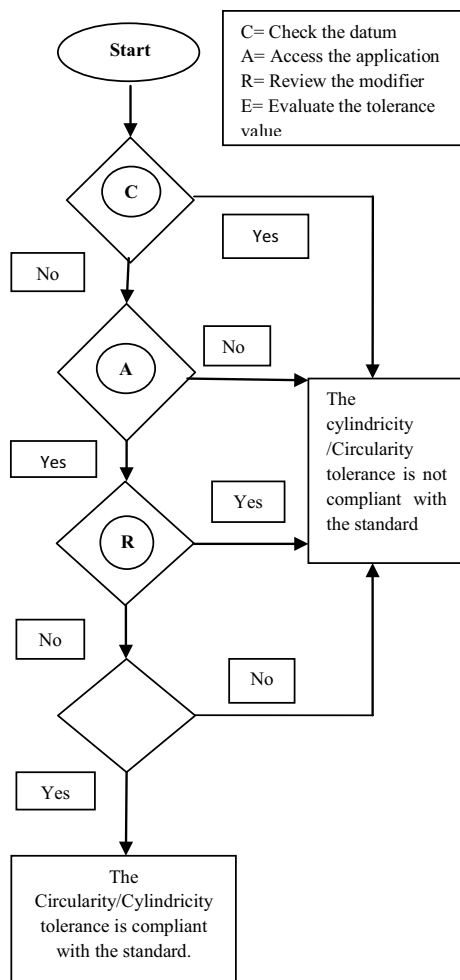 Start
C= Check the datum
A= Access the application
R= Review the modifier
E= Evaluate the tolerance
value
C
Yes
No
A
No
The
cylindricity
/Circularity
tolerance is not
compliant with
the standard
Yes
R
Yes
No
No
Yes
The
Circularity/Cylindricity
tolerance is compliant
with the standard.